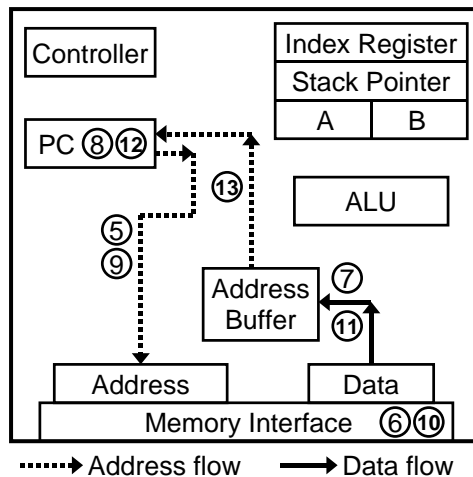 Controller
Index Register
Stack Pointer
A B
PC ⑧ ⑫
⑬
ALU
⑤
⑨
⑦
Address
Buffer
⑪
Address
Data
Memory Interface ⑥ ⑩
Address flow
Data flow